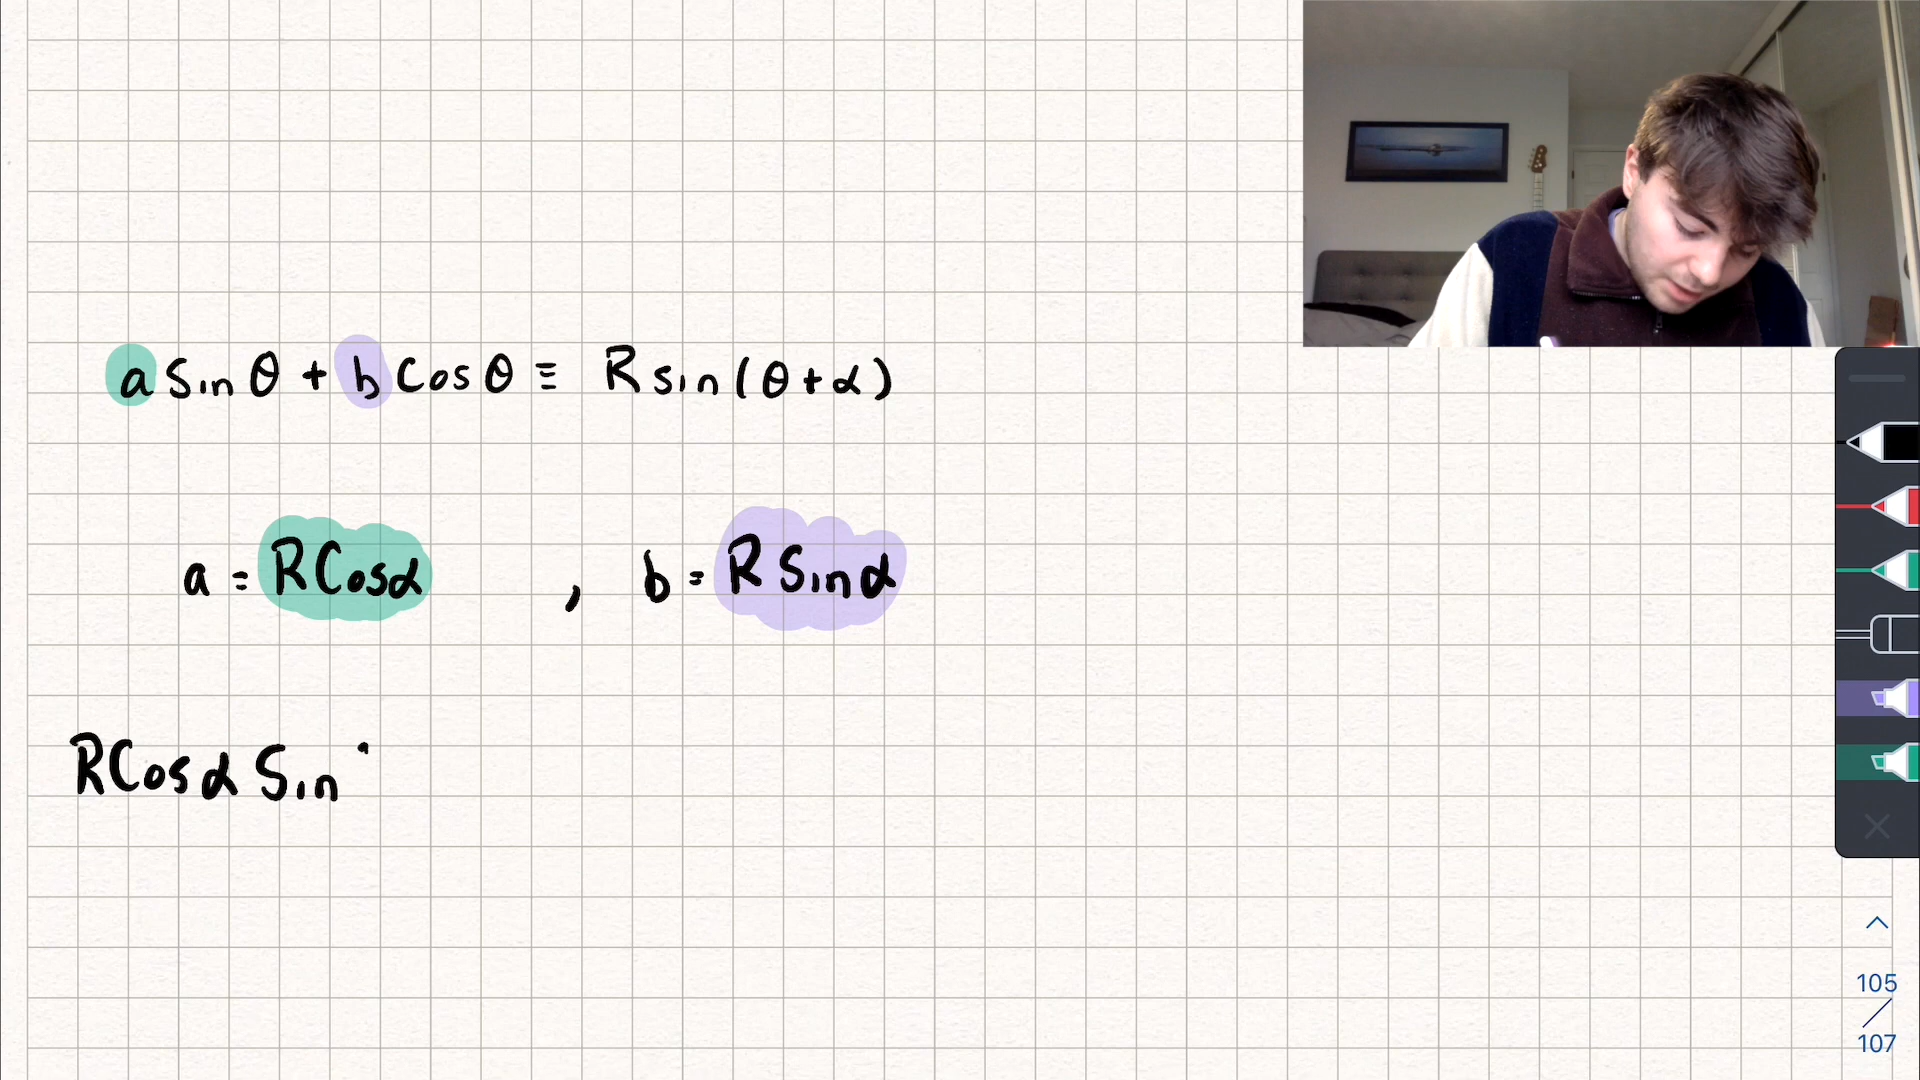 a Sin θ + b Cos θ ≡ R sin (θ + α)
a = R Cos α , b = R Sin α
R Cos α Sin
105
/
107